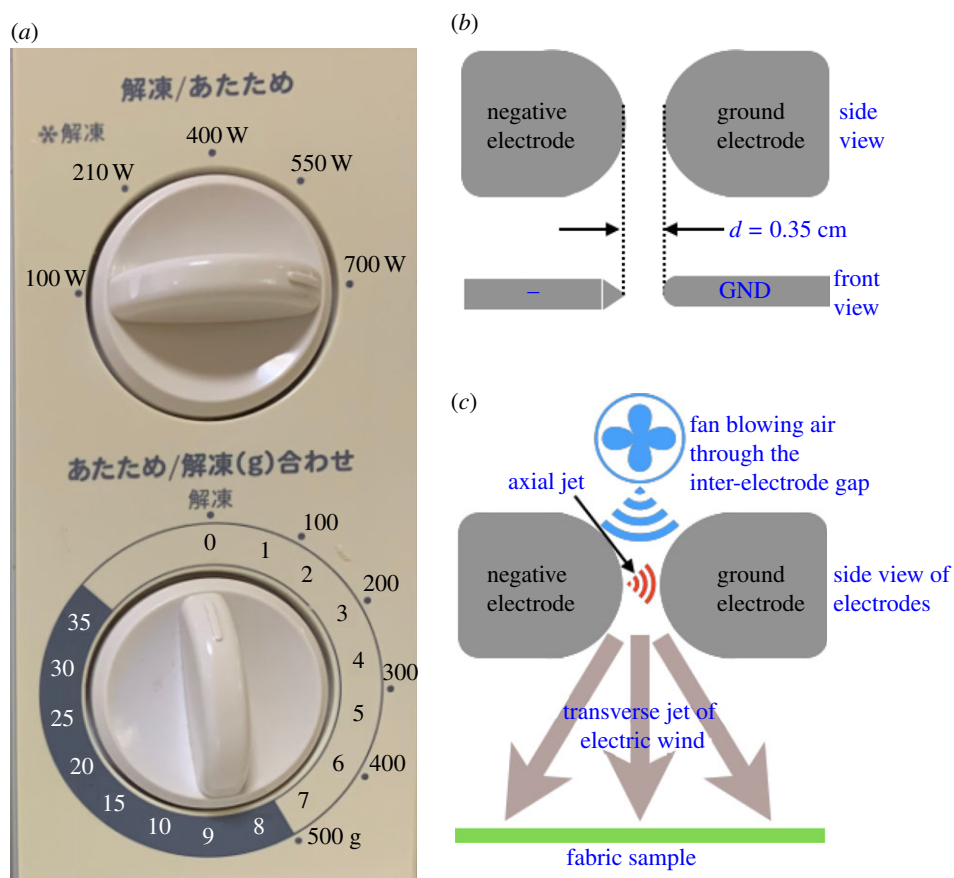 (a)
解凍/あたため
*解凍
400 W
210 W
550 W
100 W
700 W
あたため/解凍(g)合わせ
解凍
0
1
100
2
200
3
4
300
5
6
400
7
500 g
8
9
10
15
20
25
30
35
(b)
negative
electrode
ground
electrode
side
view
d = 0.35 cm
–
GND
front
view
(c)
fan blowing air
through the
inter-electrode gap
axial jet
negative
electrode
ground
electrode
side view of
electrodes
transverse jet of
electric wind
fabric sample